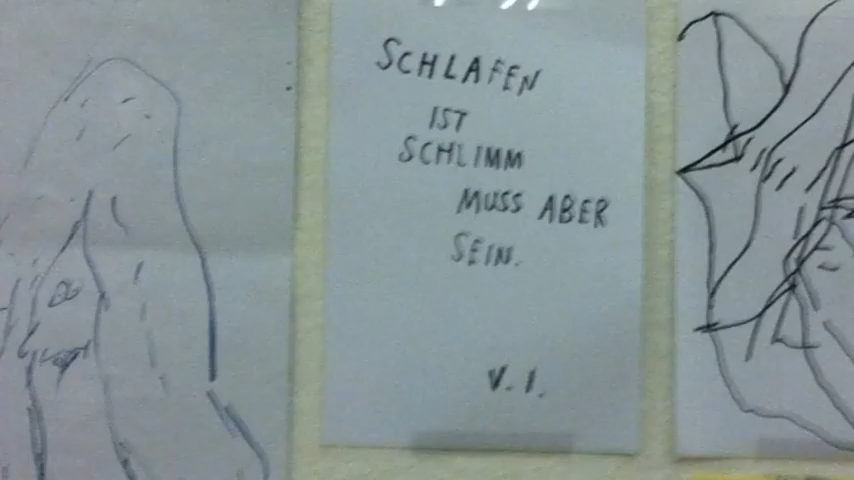 SCHLAFEN
IST
SCHLIMM
MUSS ABER
SEIN.
V. I.